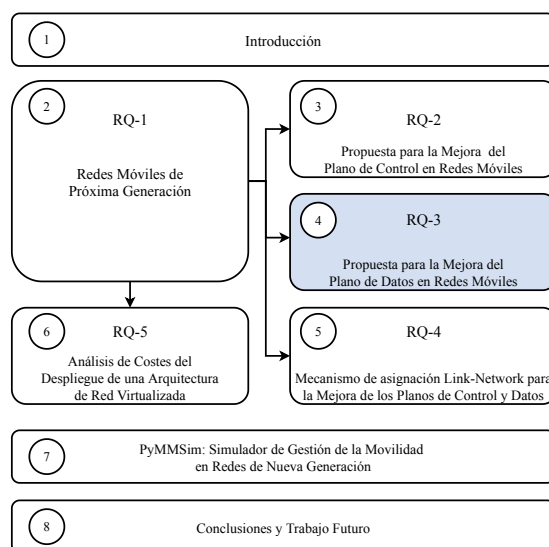 1
Introducción
2
RQ-1
Redes Móviles de
Próxima Generación
3
RQ-2
Propuesta para la Mejora del
Plano de Control en Redes Móviles
4
RQ-3
Propuesta para la Mejora del
Plano de Datos en Redes Móviles
6
RQ-5
Análisis de Costes del
Despliegue de una Arquitectura
de Red Virtualizada
5
RQ-4
Mecanismo de asignación Link-Network para
la Mejora de los Planos de Control y Datos
7
PyMMSim: Simulador de Gestión de la Movilidad
en Redes de Nueva Generación
8
Conclusiones y Trabajo Futuro